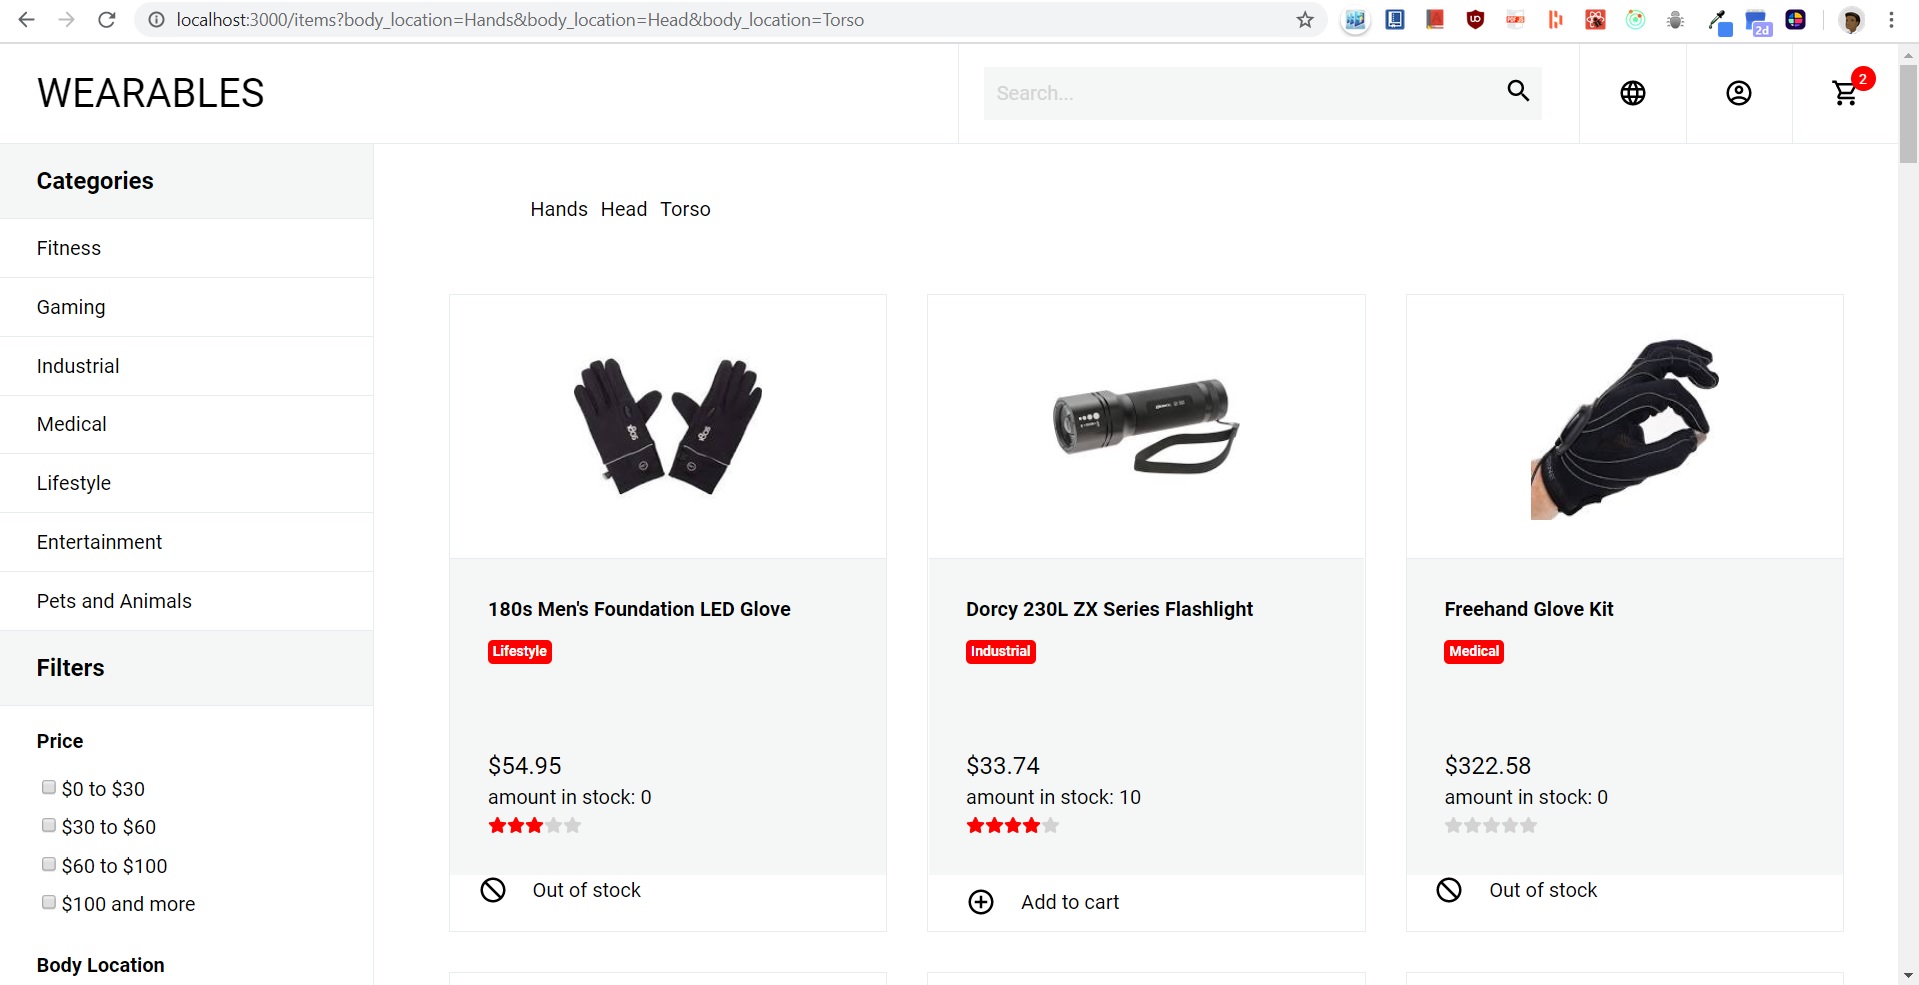 localhost:3000/items?body_location=Hands&body_location=Head&body_location=Torso
2d
WEARABLES
Search...
2
Categories
Fitness
Gaming
Industrial
Medical
Lifestyle
Entertainment
Pets and Animals
Filters
Price
$0 to $30
$30 to $60
$60 to $100
$100 and more
Body Location
Hands Head Torso
180s Men's Foundation LED Glove
Lifestyle
$54.95
amount in stock: 0
Out of stock
Dorcy 230L ZX Series Flashlight
Industrial
$33.74
amount in stock: 10
Add to cart
Freehand Glove Kit
Medical
$322.58
amount in stock: 0
Out of stock